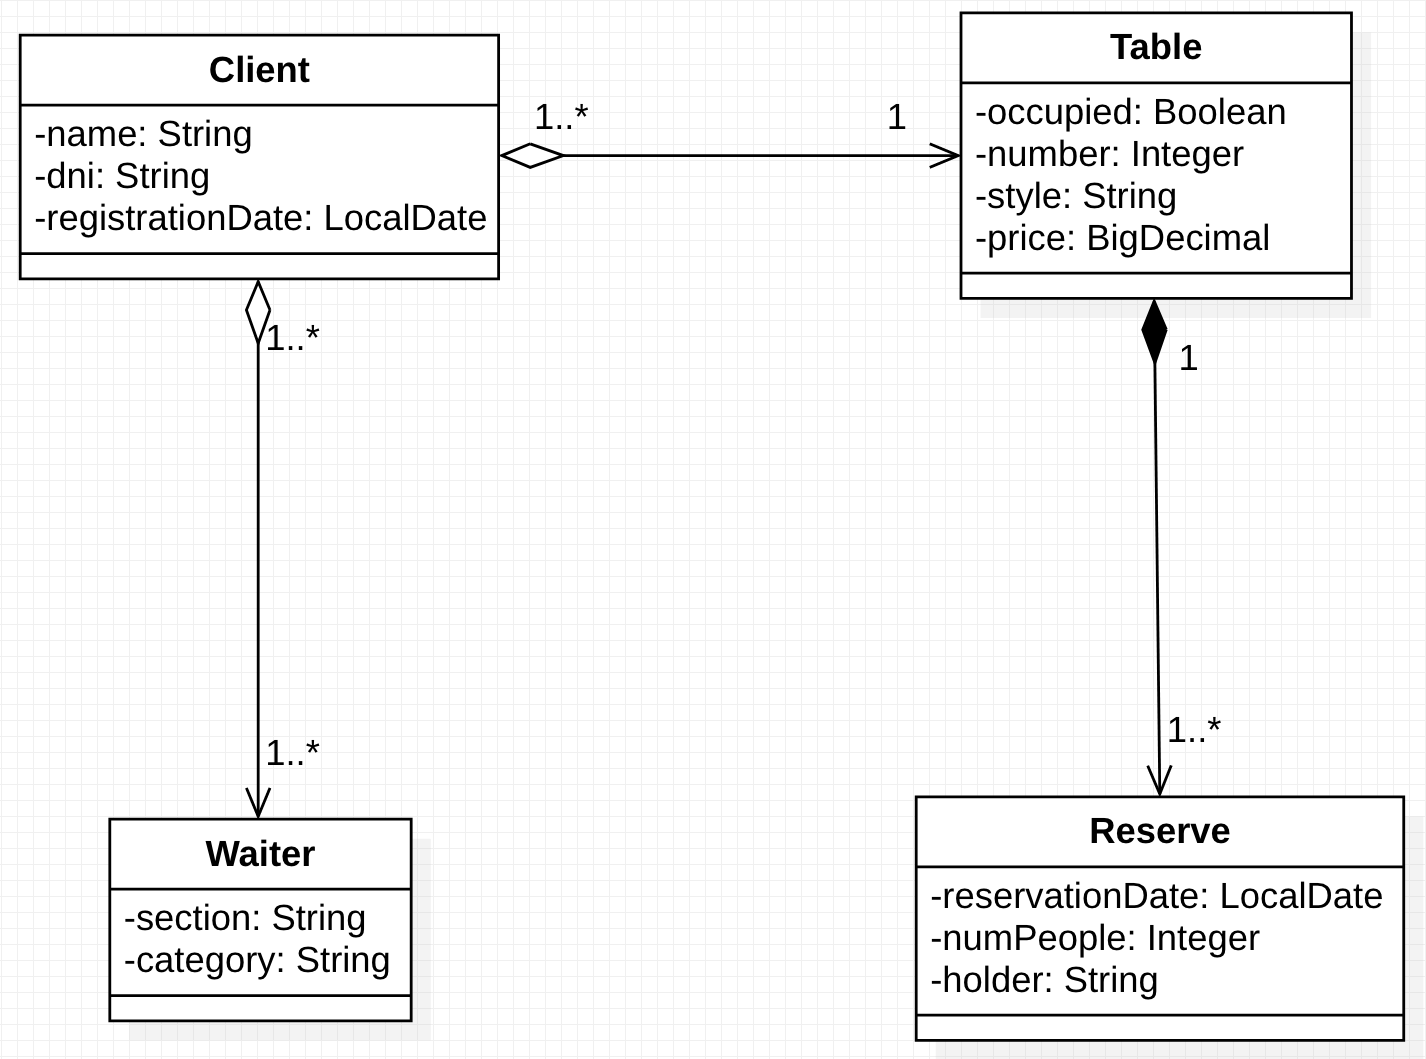 Client
-name: String
-dni: String
-registrationDate: LocalDate
1..*
1
Table
-occupied: Boolean
-number: Integer
-style: String
-price: BigDecimal
1..*
1
1..*
1..*
Waiter
-section: String
-category: String
Reserve
-reservationDate: LocalDate
-numPeople: Integer
-holder: String